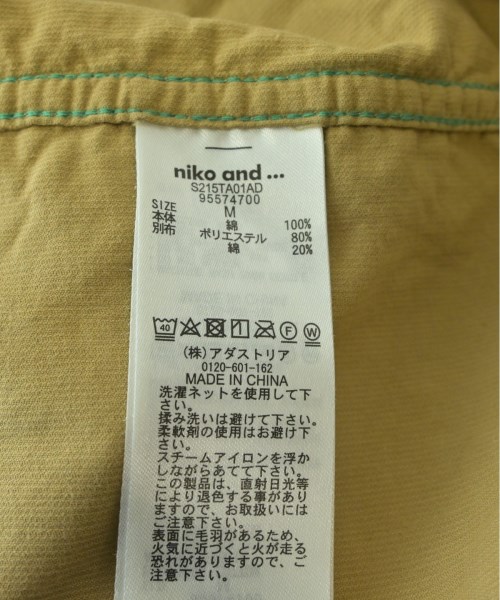 niko and ...
S215TA01AD
95574700
SIZE M
本体 綿 100%
別布 ポリエステル 80%
綿 20%
40 F W
(株) アダストリア
0120-601-162
MADE IN CHINA
洗濯ネットを使用して下
さい。
揉み洗いは避けて下さい。
柔軟剤の使用はお避け下
さい。
スチームアイロンを浮か
しながらあてて下さい。
この製品は、直射日光等
により退色する事があり
ますので、お取扱いには
ご注意下さい。
表面に毛羽があるため、
火気に近づくと火が走る
恐れがありますので、ご
注意下さい。